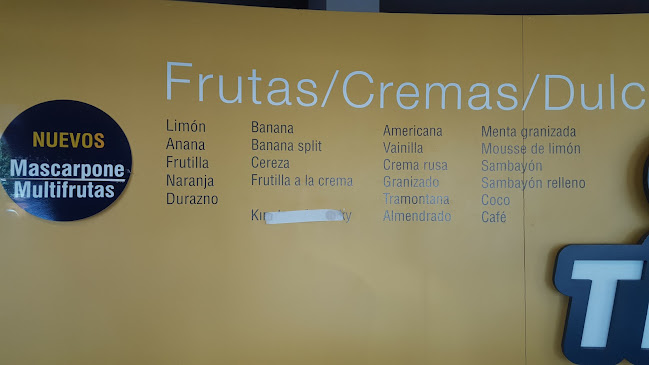 NUEVOS
Mascarpone
Multifrutas
Frutas/Cremas/Dulc
Limón
Anana
Frutilla
Naranja
Durazno
Banana
Banana split
Cereza
Frutilla a la crema
Americana
Vainilla
Crema rusa
Granizado
Tramontana
Almendrado
Menta granizada
Mousse de limón
Sambayón
Sambayón relleno
Coco
Café